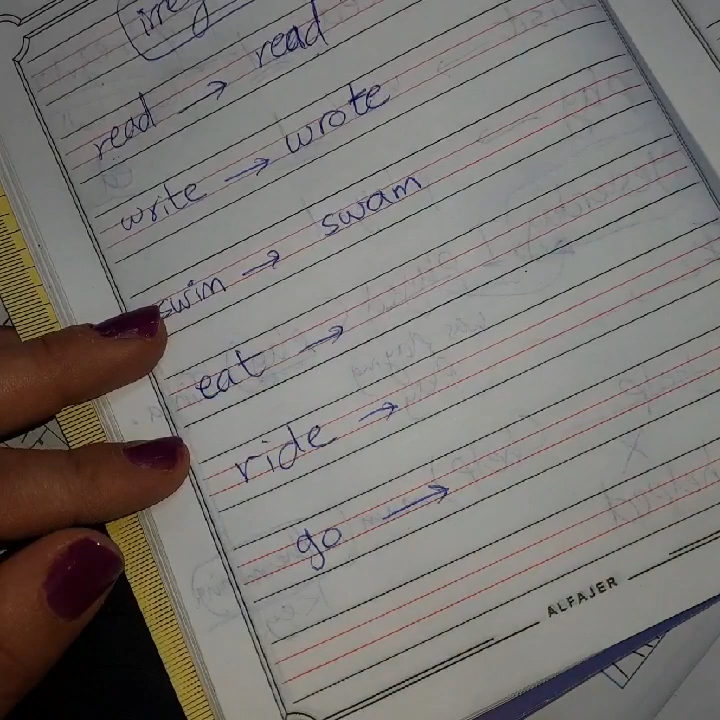 read → read
write → wrote
swim → swam
eat →
ride →
go →
ALFAJER